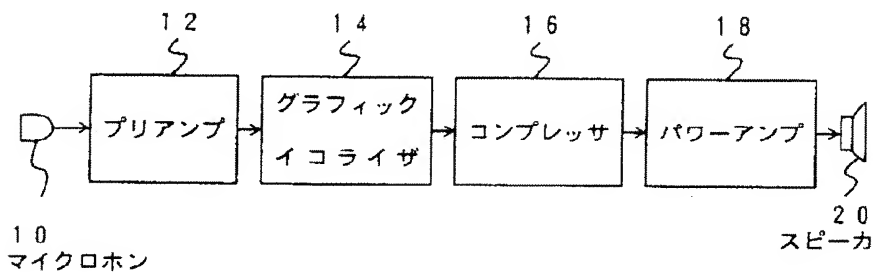 12
14
16
18
プリアンプ
グラフィック
イコライザ
コンプレッサ
パワーアンプ
10
マイクロホン
20
スピーカ